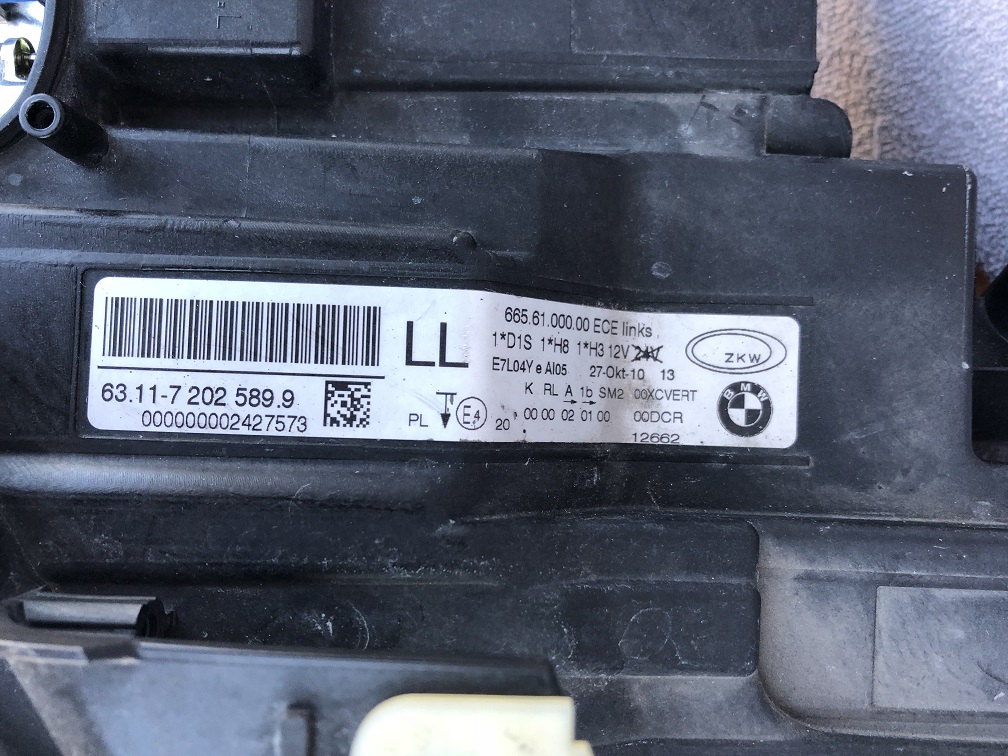 LL
63.11-7 202 589.9
000000002427573
665.61.000.00 ECE links
1*D1S 1*H8 1*H3 12V 24V
E7L04Y e AI05 27-Okt-10 13
K RL A 1b SM2 00XCVERT
PL E4 20 00 00 02 01 00 00DCR
12662
ZKW
BMW